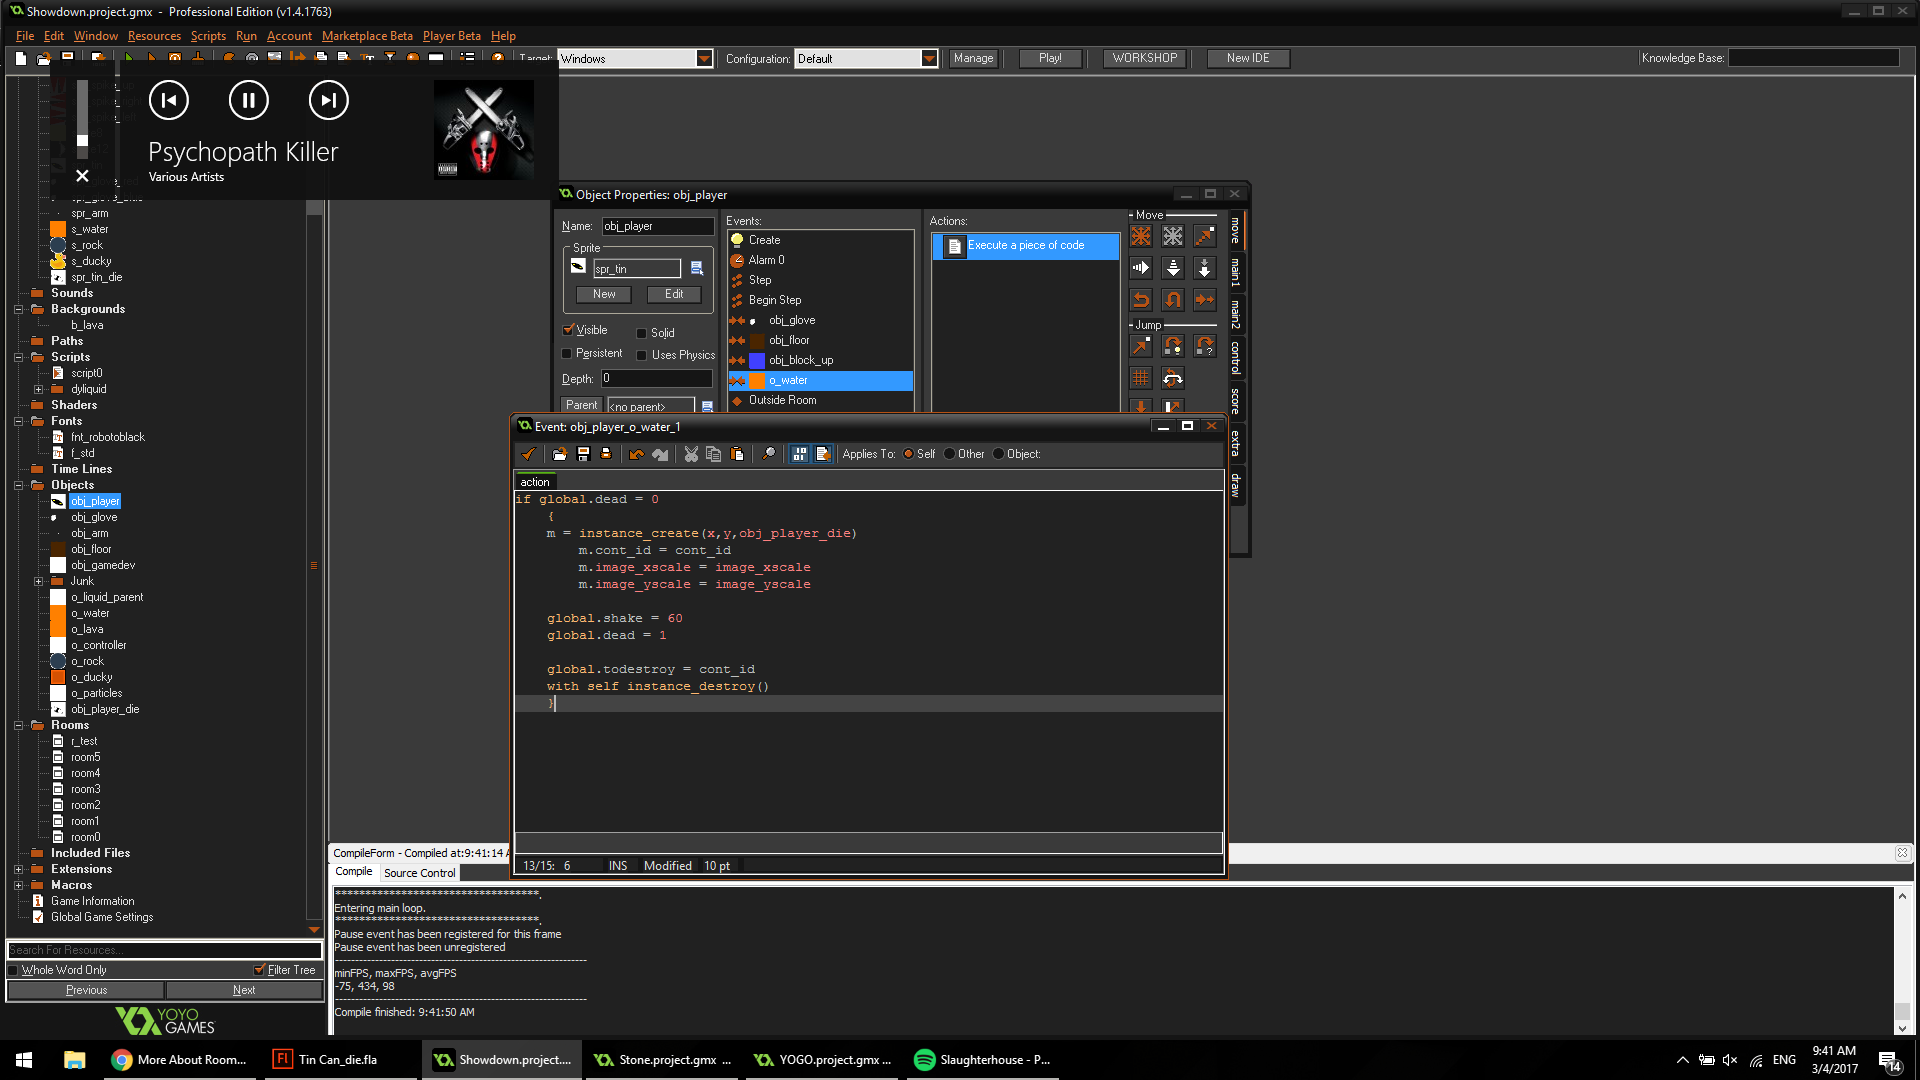 Showdown.project.gmx - Professional Edition (v1.4.1763)
File Edit Window Resources Scripts Run Account Marketplace Beta Player Beta Help
Target: Windows Configuration: Default Manage Play! WORKSHOP New IDE Knowledge Base:
Psychopath Killer
Various Artists
spr_arm
s_water
s_rock
s_ducky
spr_tin_die
Sounds
Backgrounds
b_lava
Paths
Scripts
script0
dyliquid
Shaders
Fonts
fnt_robotoblack
f_std
Time Lines
Objects
obj_player
obj_glove
obj_arm
obj_floor
obj_gamedev
Junk
o_liquid_parent
o_water
o_lava
o_controller
o_rock
o_ducky
o_particles
obj_player_die
Rooms
r_test
room5
room4
room3
room2
room1
room0
Included Files
Extensions
Macros
Game Information
Global Game Settings
Search For Resources...
Whole Word Only Filter Tree
Previous Next
YOYO
GAMES
Object Properties: obj_player
Name: obj_player
Sprite
spr_tin
New Edit
Visible Solid
Persistent Uses Physics
Depth: 0
Parent <no parent>
Events:
Create
Alarm 0
Step
Begin Step
obj_glove
obj_floor
obj_block_up
o_water
Outside Room
Actions:
Execute a piece of code
Move
Jump
move
main1
main2
control
score
extra
draw
Event: obj_player_o_water_1
Applies To: Self Other Object:
action
if global.dead = 0
{
m = instance_create(x,y,obj_player_die)
m.cont_id = cont_id
m.image_xscale = image_xscale
m.image_yscale = image_yscale
global.shake = 60
global.dead = 1
global.todestroy = cont_id
with self instance_destroy()
}
13/15: 6 INS Modified 10 pt
CompileForm - Compiled at:9:41:14
Compile Source Control
***********************************.
Entering main loop.
***********************************.
Pause event has been registered for this frame
Pause event has been unregistered
minFPS, maxFPS, avgFPS
-75, 434, 98
Compile finished: 9:41:50 AM
More About Room...
Fl Tin Can_die.fla
Showdown.project....
Stone.project.gmx ...
YOGO.project.gmx ...
Slaughterhouse - P...
ENG
9:41 AM
3/4/2017
14